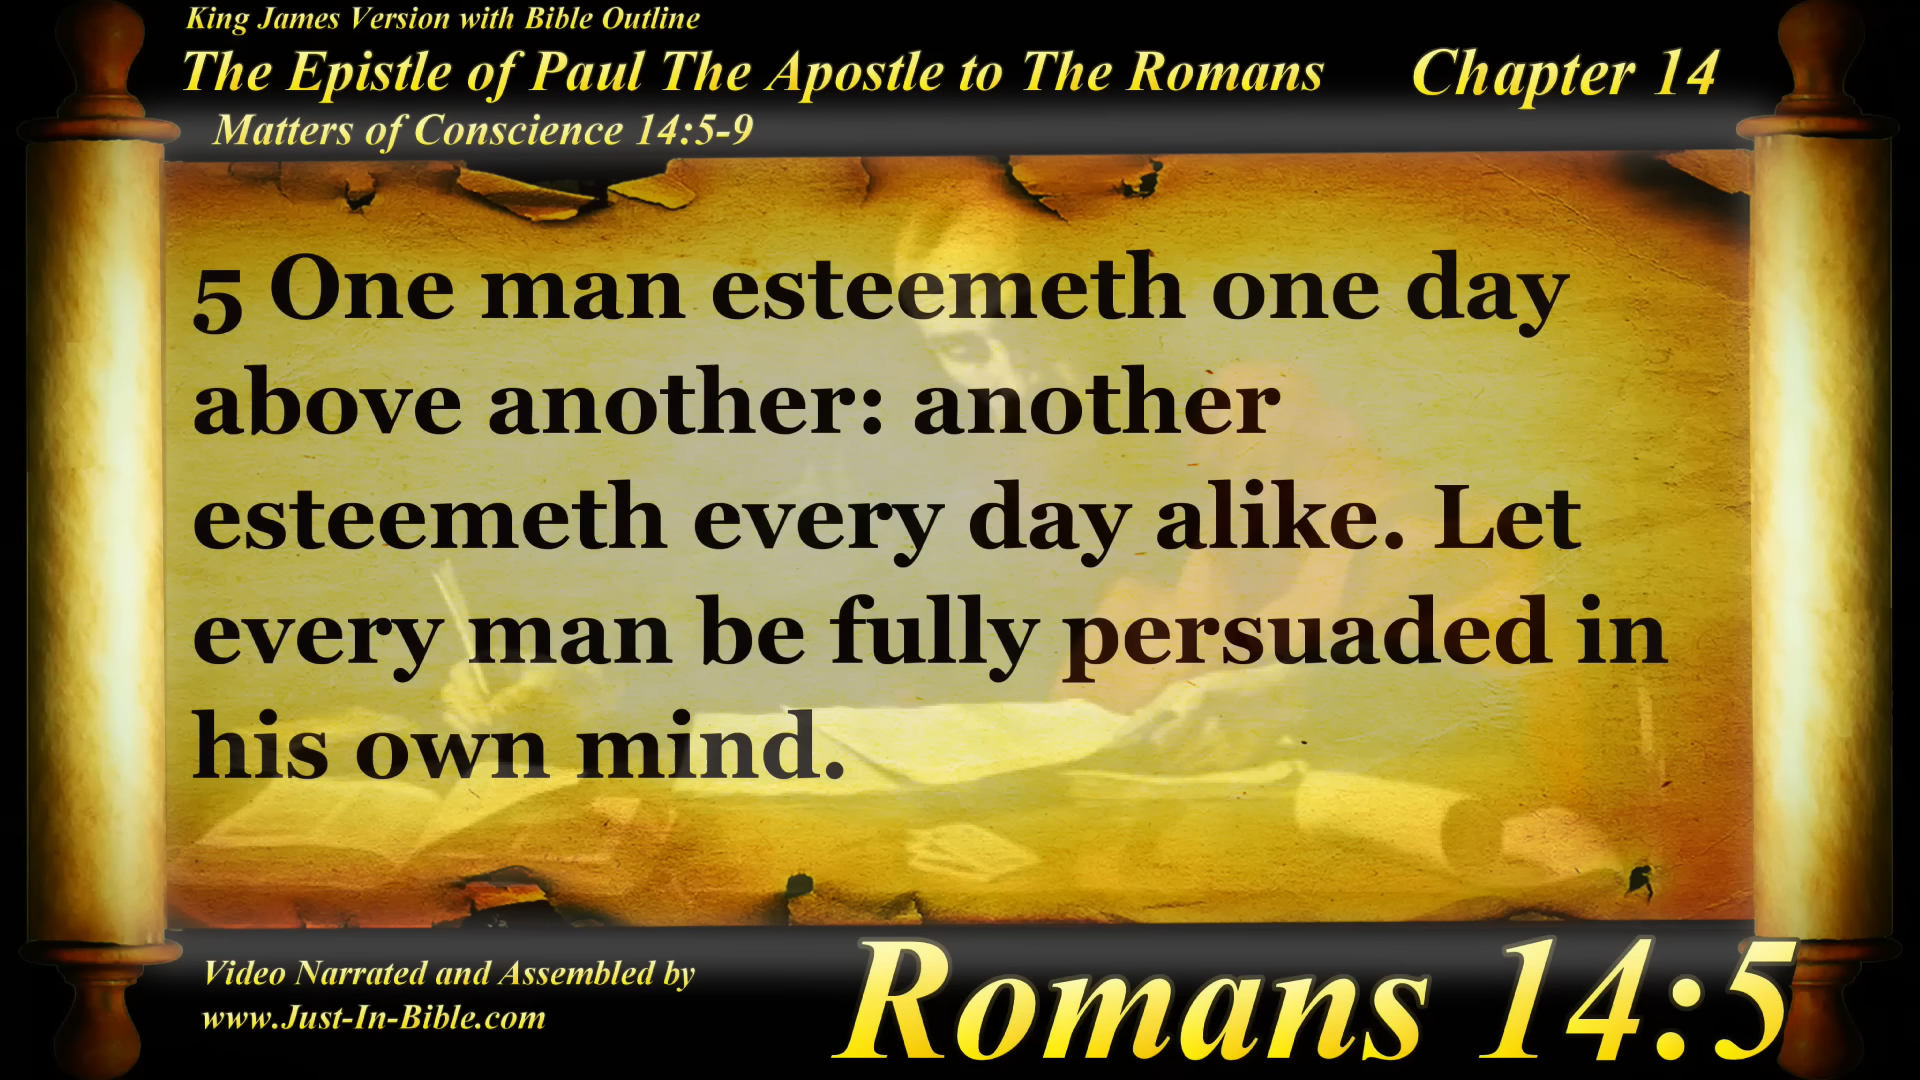 King James Version with Bible Outline
The Epistle of Paul The Apostle to The Romans Chapter 14
Matters of Conscience 14:5-9
5 One man esteemeth one day
above another: another
esteemeth every day alike. Let
every man be fully persuaded in
his own mind.
Video Narrated and Assembled by
www.Just-In-Bible.com
Romans 14:5